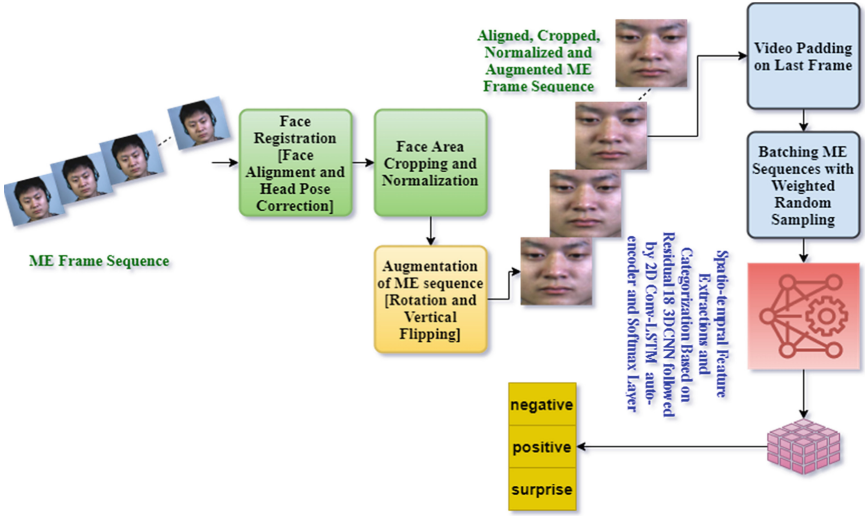 Aligned, Cropped,
Normalized and
Augmented ME
Frame Sequence
Video Padding
on Last Frame
Face
Registration
[Face
Alignment and
Head Pose
Correction]
Face Area
Cropping and
Normalization
Batching ME
Sequences with
Weighted
Random
Sampling
ME Frame Sequence
Augmentation
of ME sequence
[Rotation and
Vertical
Flipping]
Spatio-tempral Feature
Extractions and
Categorization Based on
Residual18 3DCNN followed
by 2D Conv-LSTM auto-
encoder and Softmax Layer
negative
positive
surprise